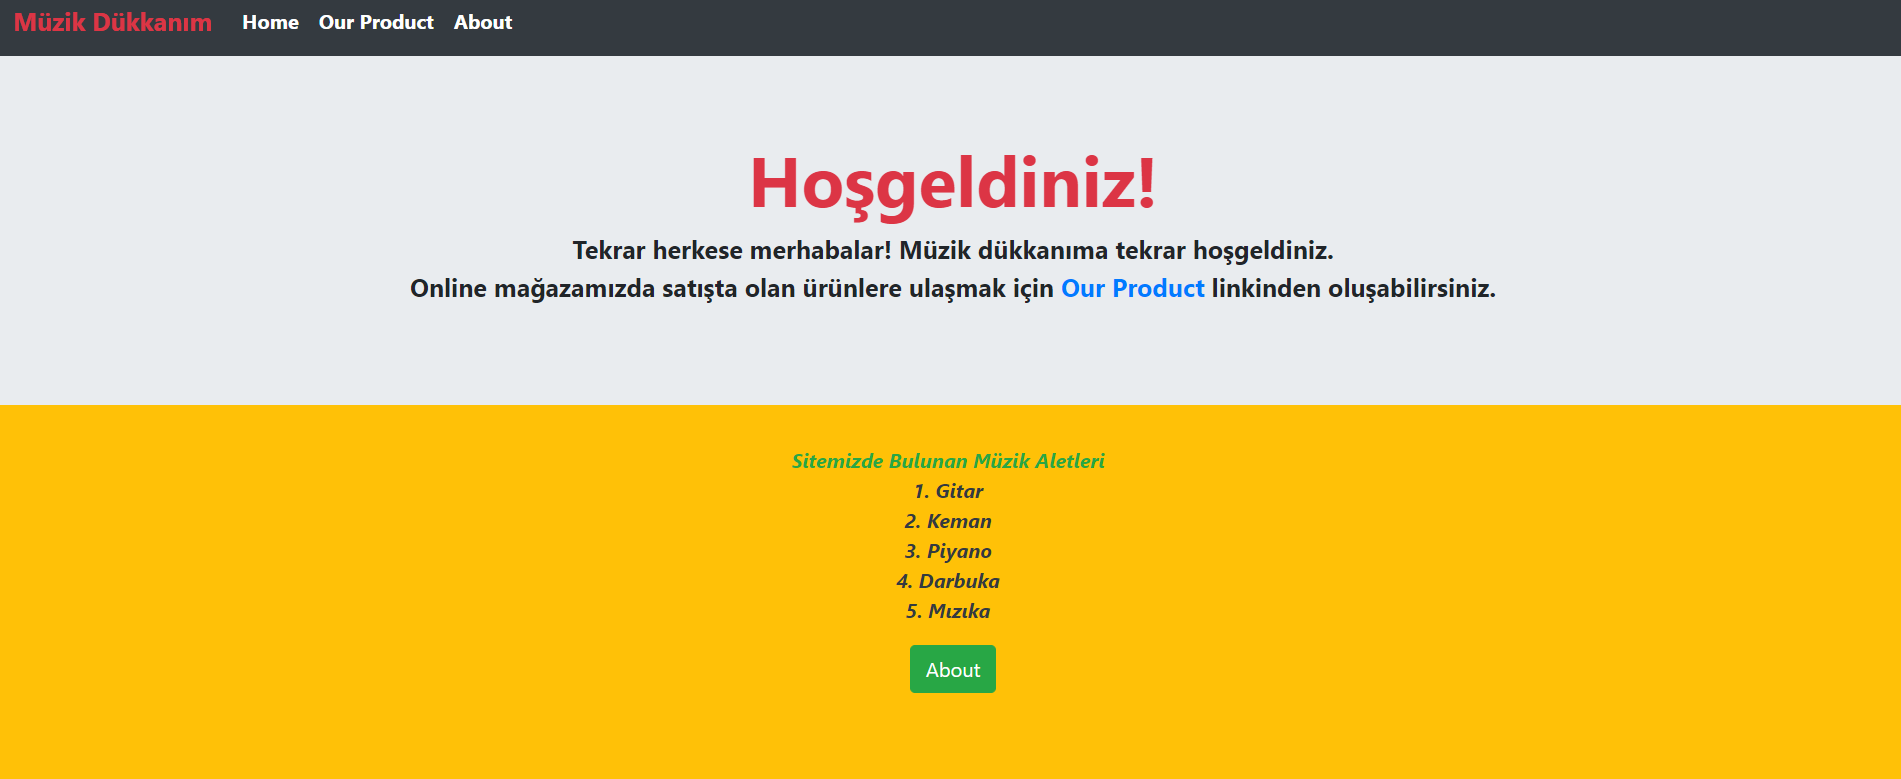 Müzik Dükkanım Home Our Product About
Hoşgeldiniz!
Tekrar herkese merhabalar! Müzik dükkanıma tekrar hoşgeldiniz.
Online mağazamızda satışta olan ürünlere ulaşmak için Our Product linkinden oluşabilirsiniz.
Sitemizde Bulunan Müzik Aletleri
1. Gitar
2. Keman
3. Piyano
4. Darbuka
5. Mızıka
About